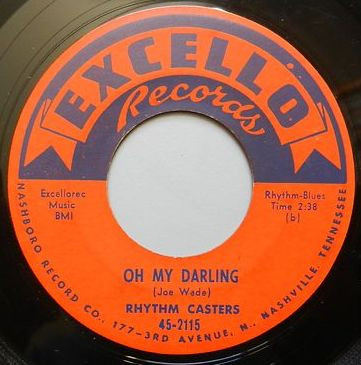 EXCELLO
Records
Excellorec
Music
BMI
Rhythm-Blues
Time 2:38
(b)
OH MY DARLING
(Joe Wade)
RHYTHM CASTERS
45-2115
NASHBORO RECORD CO., 177-3RD AVENUE, N., NASHVILLE, TENNESSEE